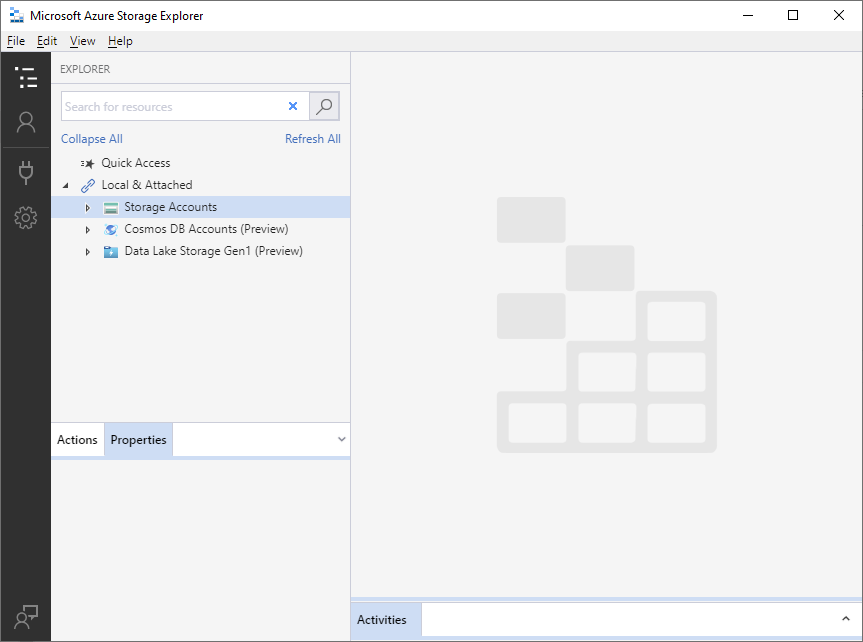 Microsoft Azure Storage Explorer
File Edit View Help
EXPLORER
Search for resources
Collapse All Refresh All
Quick Access
Local & Attached
Storage Accounts
Cosmos DB Accounts (Preview)
Data Lake Storage Gen1 (Preview)
Actions Properties
Activities